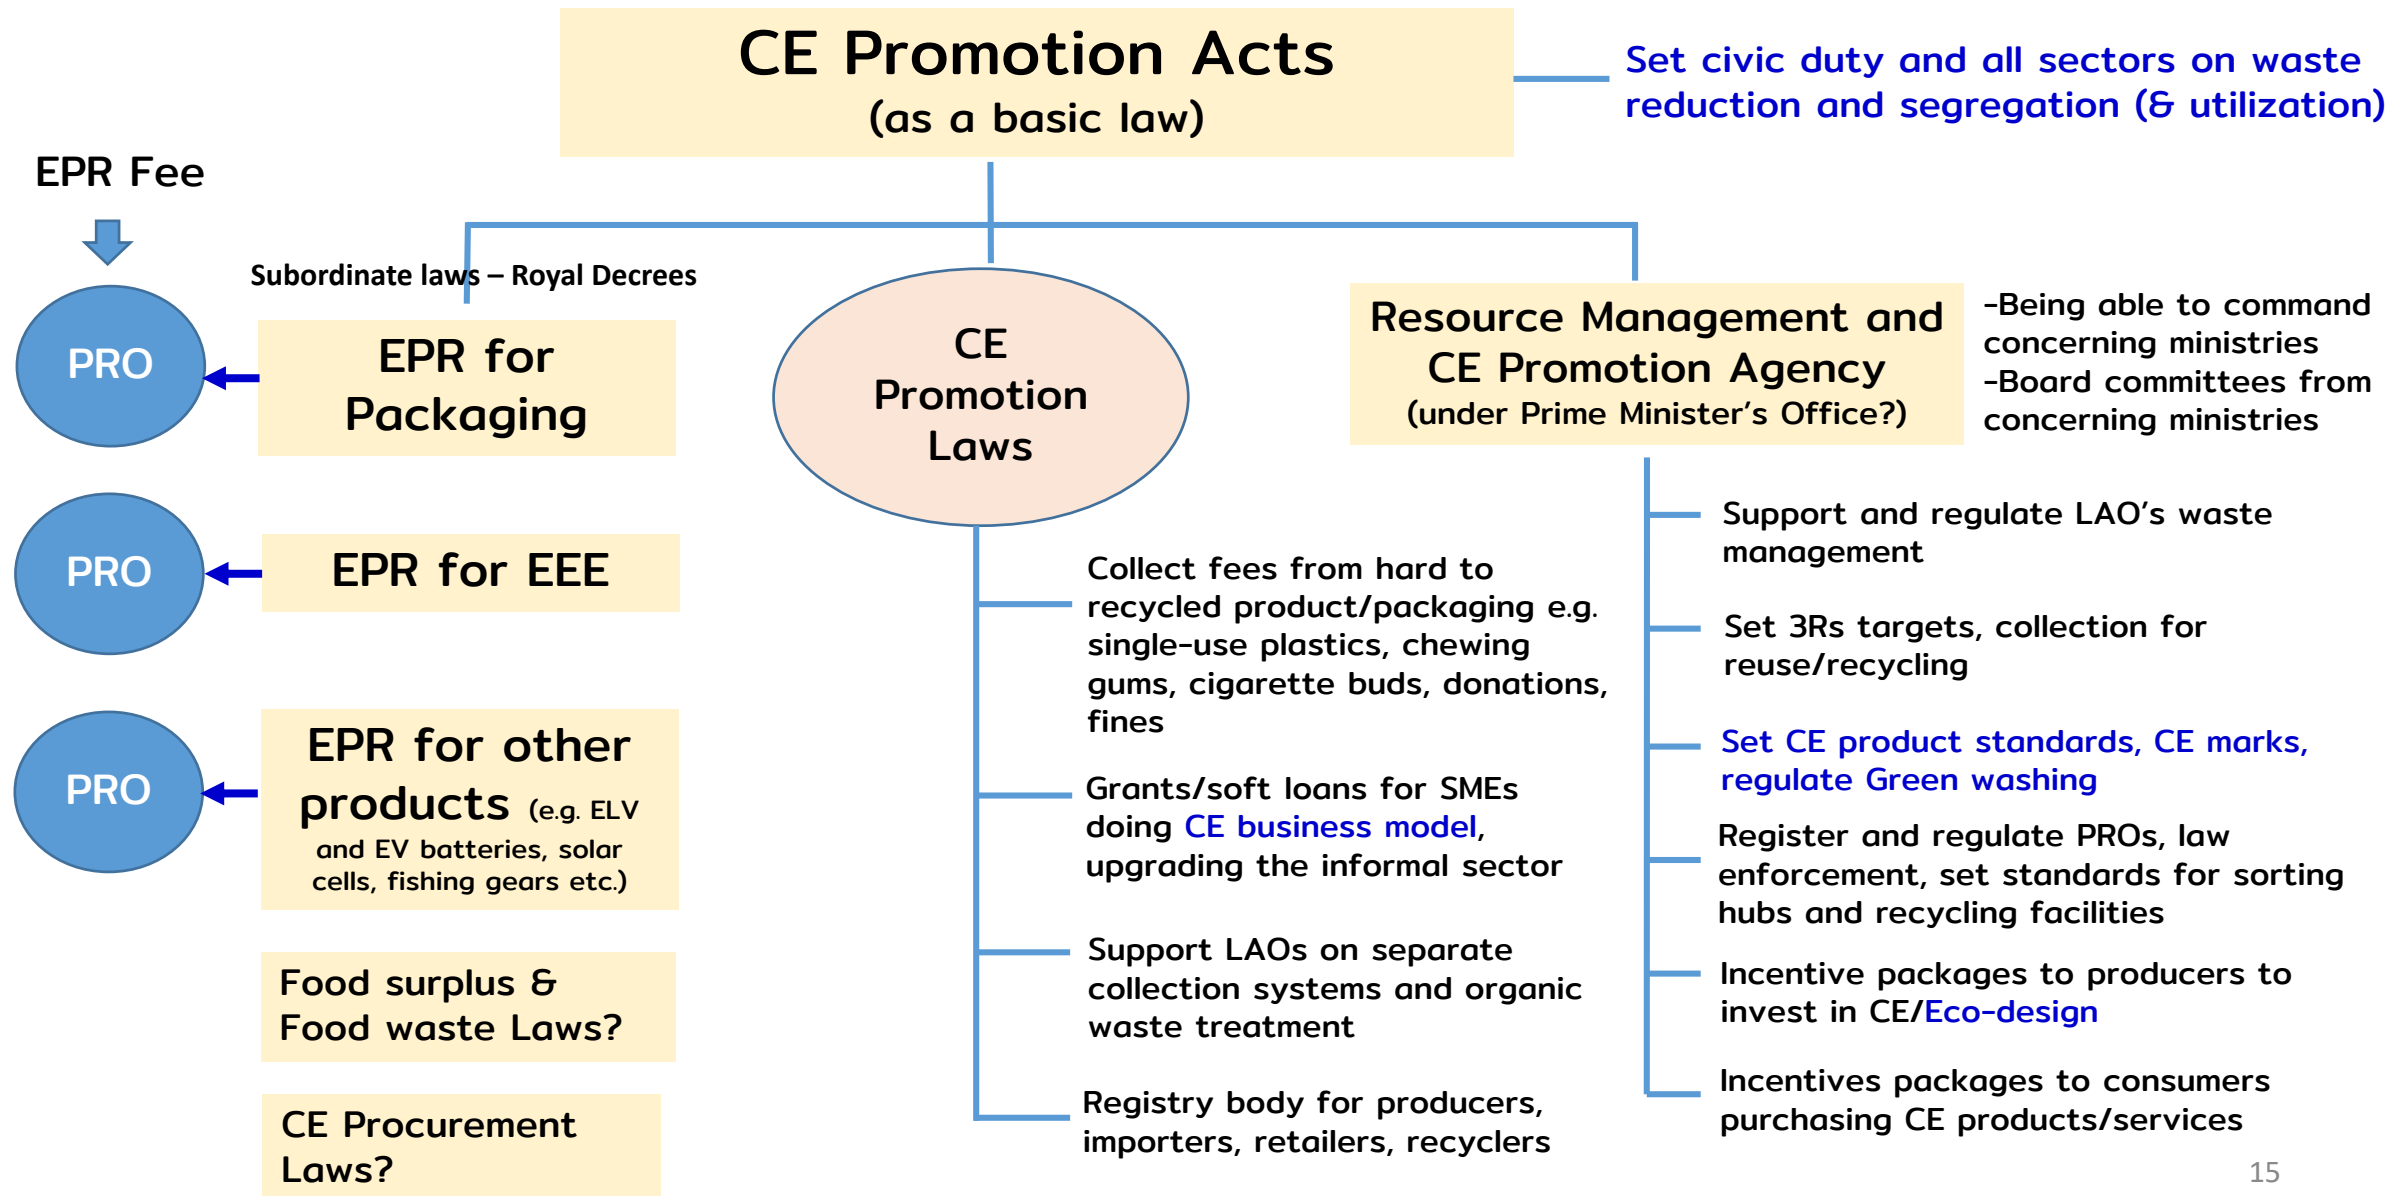 CE Promotion Acts
(as a basic law)
Set civic duty and all sectors on waste
reduction and segregation (& utilization)
EPR Fee
Subordinate laws – Royal Decrees
PRO
EPR for
Packaging
PRO
EPR for EEE
PRO
EPR for other
products (e.g. ELV
and EV batteries, solar
cells, fishing gears etc.)
Food surplus &
Food waste Laws?
CE Procurement
Laws?
CE
Promotion
Laws
Collect fees from hard to
recycled product/packaging e.g.
single-use plastics, chewing
gums, cigarette buds, donations,
fines
Grants/soft loans for SMEs
doing CE business model,
upgrading the informal sector
Support LAOs on separate
collection systems and organic
waste treatment
Registry body for producers,
importers, retailers, recyclers
Resource Management and
CE Promotion Agency
(under Prime Minister’s Office?)
-Being able to command
concerning ministries
-Board committees from
concerning ministries
Support and regulate LAO’s waste
management
Set 3Rs targets, collection for
reuse/recycling
Set CE product standards, CE marks,
regulate Green washing
Register and regulate PROs, law
enforcement, set standards for sorting
hubs and recycling facilities
Incentive packages to producers to
invest in CE/Eco-design
Incentives packages to consumers
purchasing CE products/services
15